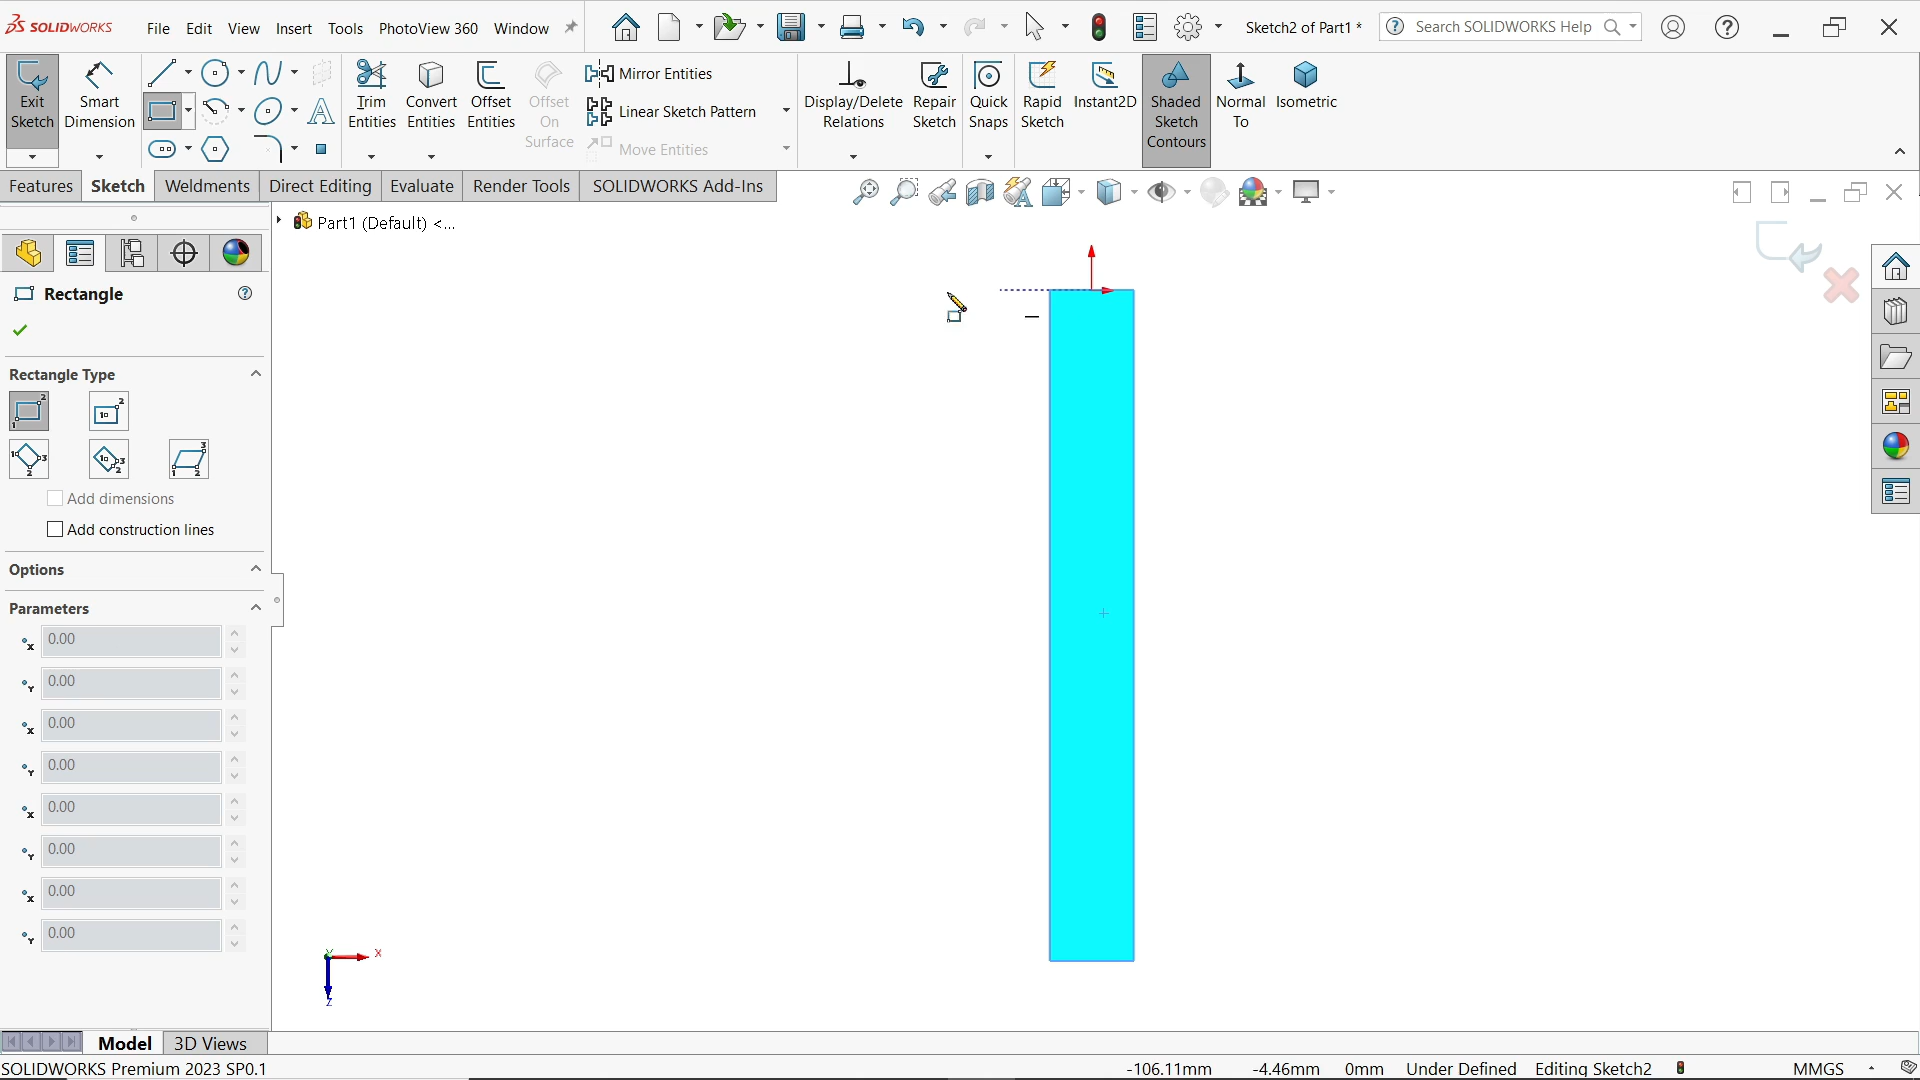 SOLIDWORKS
File
Edit
View
Insert
Tools
PhotoView 360
Window
Sketch2 of Part1 *
Search SOLIDWORKS Help
Exit Sketch
Smart Dimension
Trim Entities
Convert Entities
Offset Entities
Offset On Surface
Mirror Entities
Linear Sketch Pattern
Move Entities
Display/Delete Relations
Repair Sketch
Quick Snaps
Rapid Sketch
Instant2D
Shaded Sketch Contours
Normal To
Isometric
Features
Sketch
Weldments
Direct Editing
Evaluate
Render Tools
SOLIDWORKS Add-Ins
Part1 (Default) <...
Rectangle
Rectangle Type
Add dimensions
Add construction lines
Options
Parameters
x 0.00
Y 0.00
x 0.00
Y 0.00
x 0.00
Y 0.00
x 0.00
Y 0.00
Y
X
Z
Model
3D Views
SOLIDWORKS Premium 2023 SP0.1
-106.11mm
-4.46mm
0mm
Under Defined
Editing Sketch2
MMGS